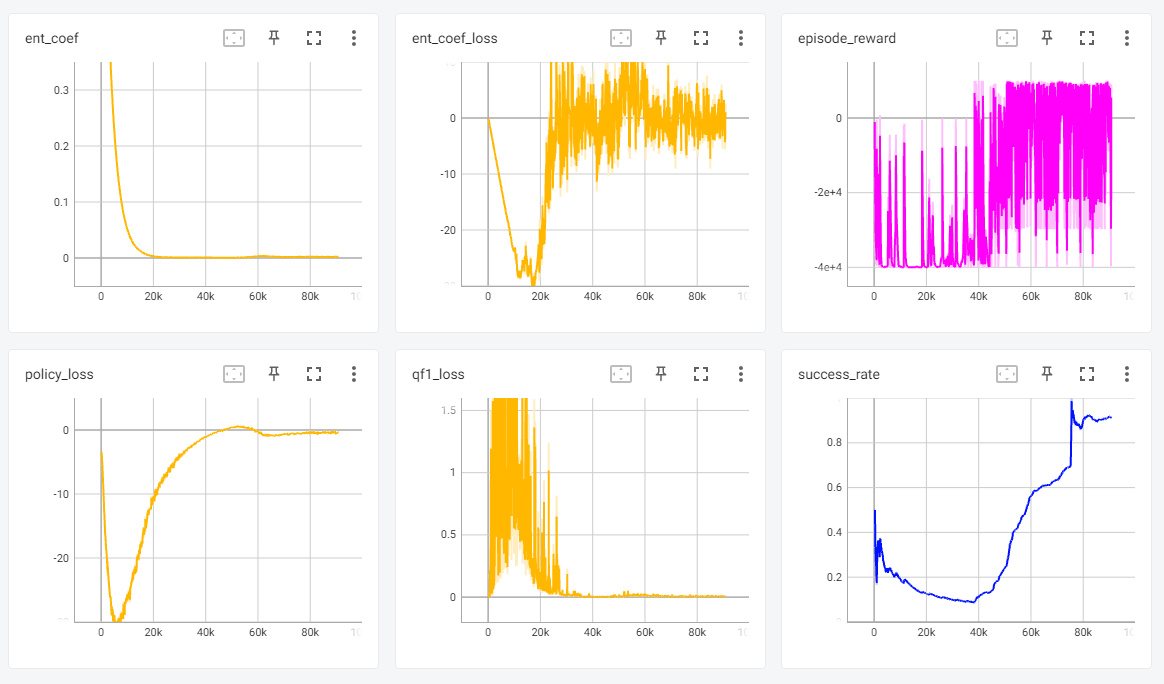 ent_coef
0.3
0.2
0.1
0
0 20k 40k 60k 80k
ent_coef_loss
0
-10
-20
0 20k 40k 60k 80k
episode_reward
0
-2e+4
-4e+4
0 20k 40k 60k 80k
policy_loss
0
-10
-20
0 20k 40k 60k 80k
qf1_loss
1.5
1
0.5
0
0 20k 40k 60k 80k
success_rate
0.8
0.6
0.4
0.2
0 20k 40k 60k 80k